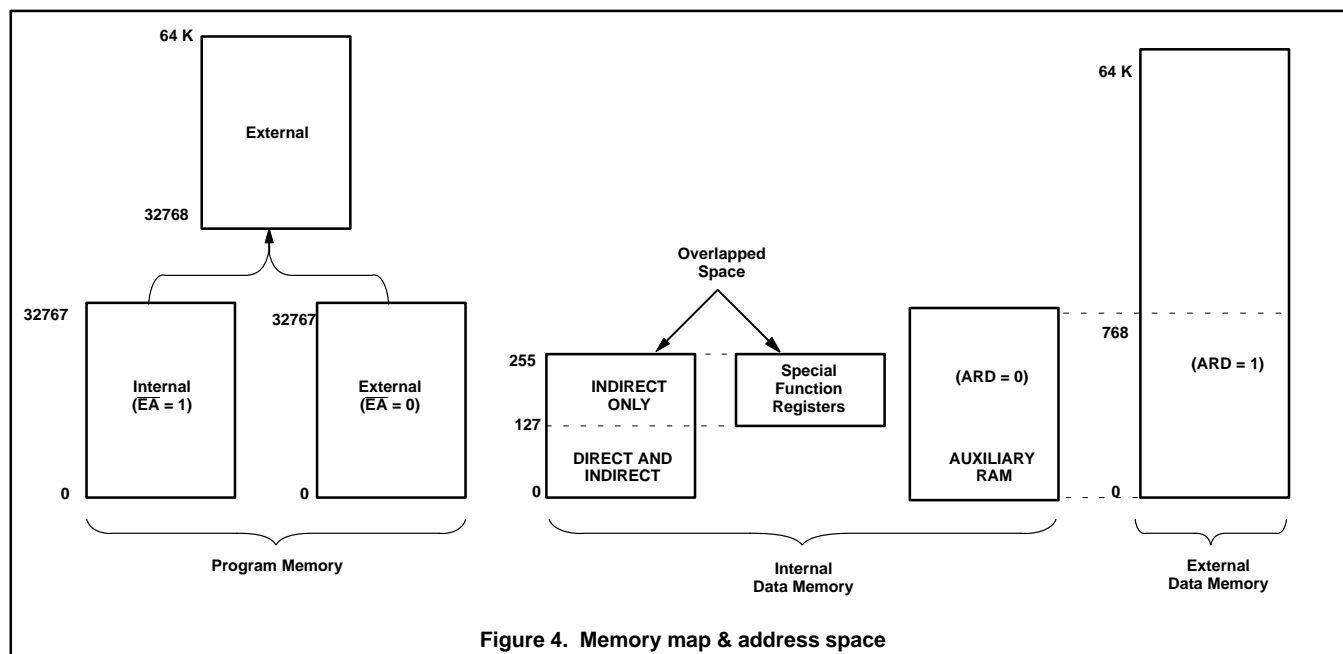 64 K
External
32768
32767
Internal
(E̅A̅ = 1)
0
32767
External
(E̅A̅ = 0)
0
Program Memory
Overlapped
Space
255
INDIRECT
ONLY
127
DIRECT AND
INDIRECT
0
Special
Function
Registers
(ARD = 0)
AUXILIARY
RAM
Internal
Data Memory
64 K
768
(ARD = 1)
0
External
Data Memory
Figure 4. Memory map & address space